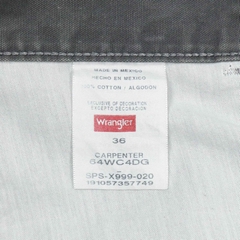 MADE IN MEXICO
HECHO EN MEXICO
COTTON / ALGODON
EXCLUSIVE OF DECORATION
EXCEPTO DECORACION
Wrangler
36
CARPENTER
64WC4DG
SPS-X999-020
191057357749